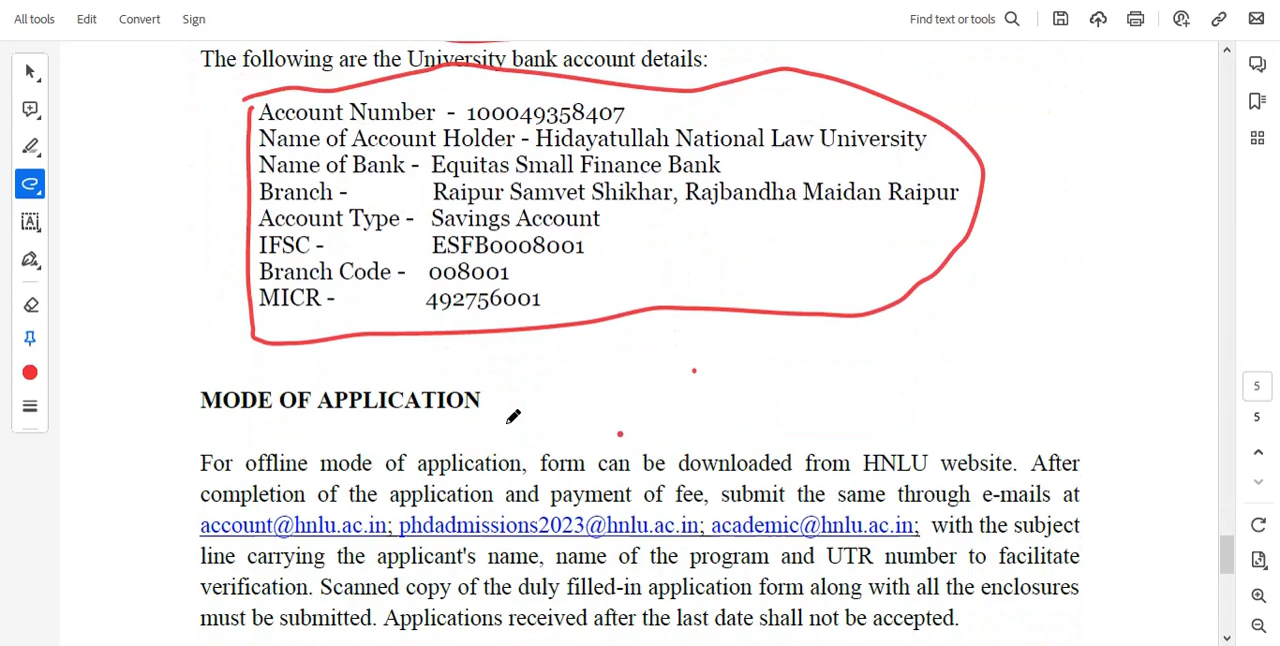 All tools Edit Convert Sign Find text or tools
The following are the University bank account details:
Account Number - 100049358407
Name of Account Holder - Hidayatullah National Law University
Name of Bank - Equitas Small Finance Bank
Branch - Raipur Samvet Shikhar, Rajbandha Maidan Raipur
Account Type - Savings Account
IFSC - ESFB0008001
Branch Code - 008001
MICR - 492756001
5
5
MODE OF APPLICATION
For offline mode of application, form can be downloaded from HNLU website. After
completion of the application and payment of fee, submit the same through e-mails at
account@hnlu.ac.in; phdadmissions2023@hnlu.ac.in; academic@hnlu.ac.in; with the subject
line carrying the applicant's name, name of the program and UTR number to facilitate
verification. Scanned copy of the duly filled-in application form along with all the enclosures
must be submitted. Applications received after the last date shall not be accepted.